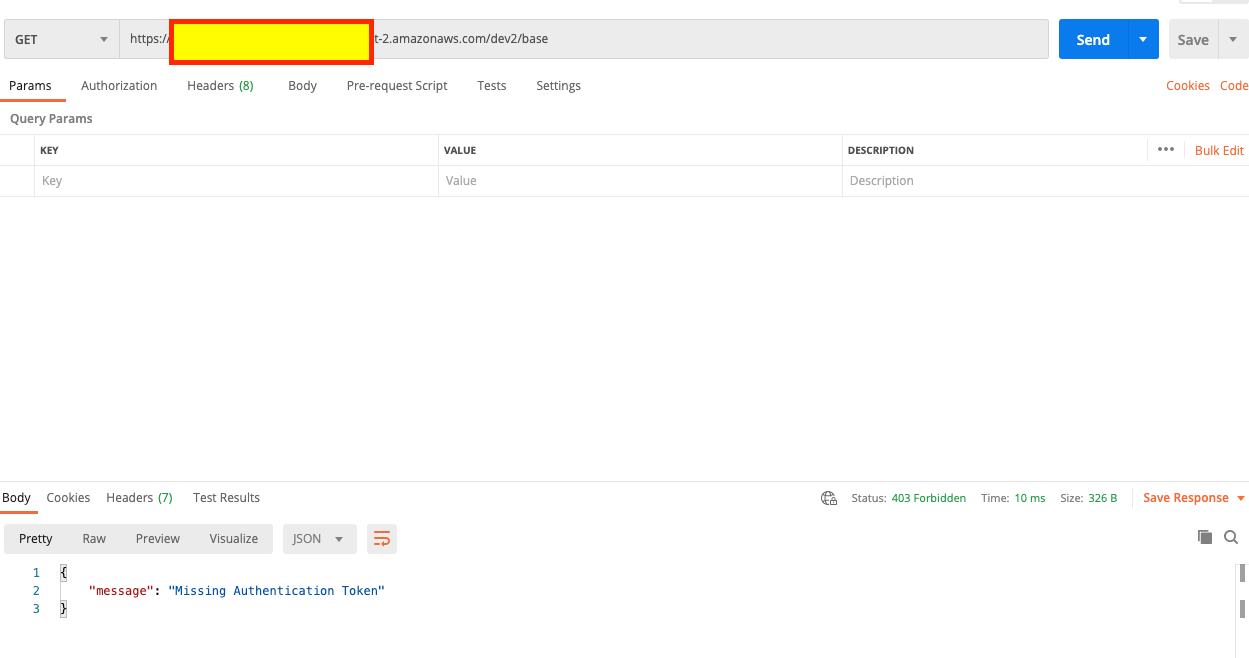 GET https:// t-2.amazonaws.com/dev2/base Send Save
Params Authorization Headers (8) Body Pre-request Script Tests Settings Cookies Code
Query Params
KEY VALUE DESCRIPTION ••• Bulk Edit
Key Value Description
Body Cookies Headers (7) Test Results Status: 403 Forbidden Time: 10 ms Size: 326 B Save Response
Pretty Raw Preview Visualize JSON
1 {
2 "message": "Missing Authentication Token"
3 }